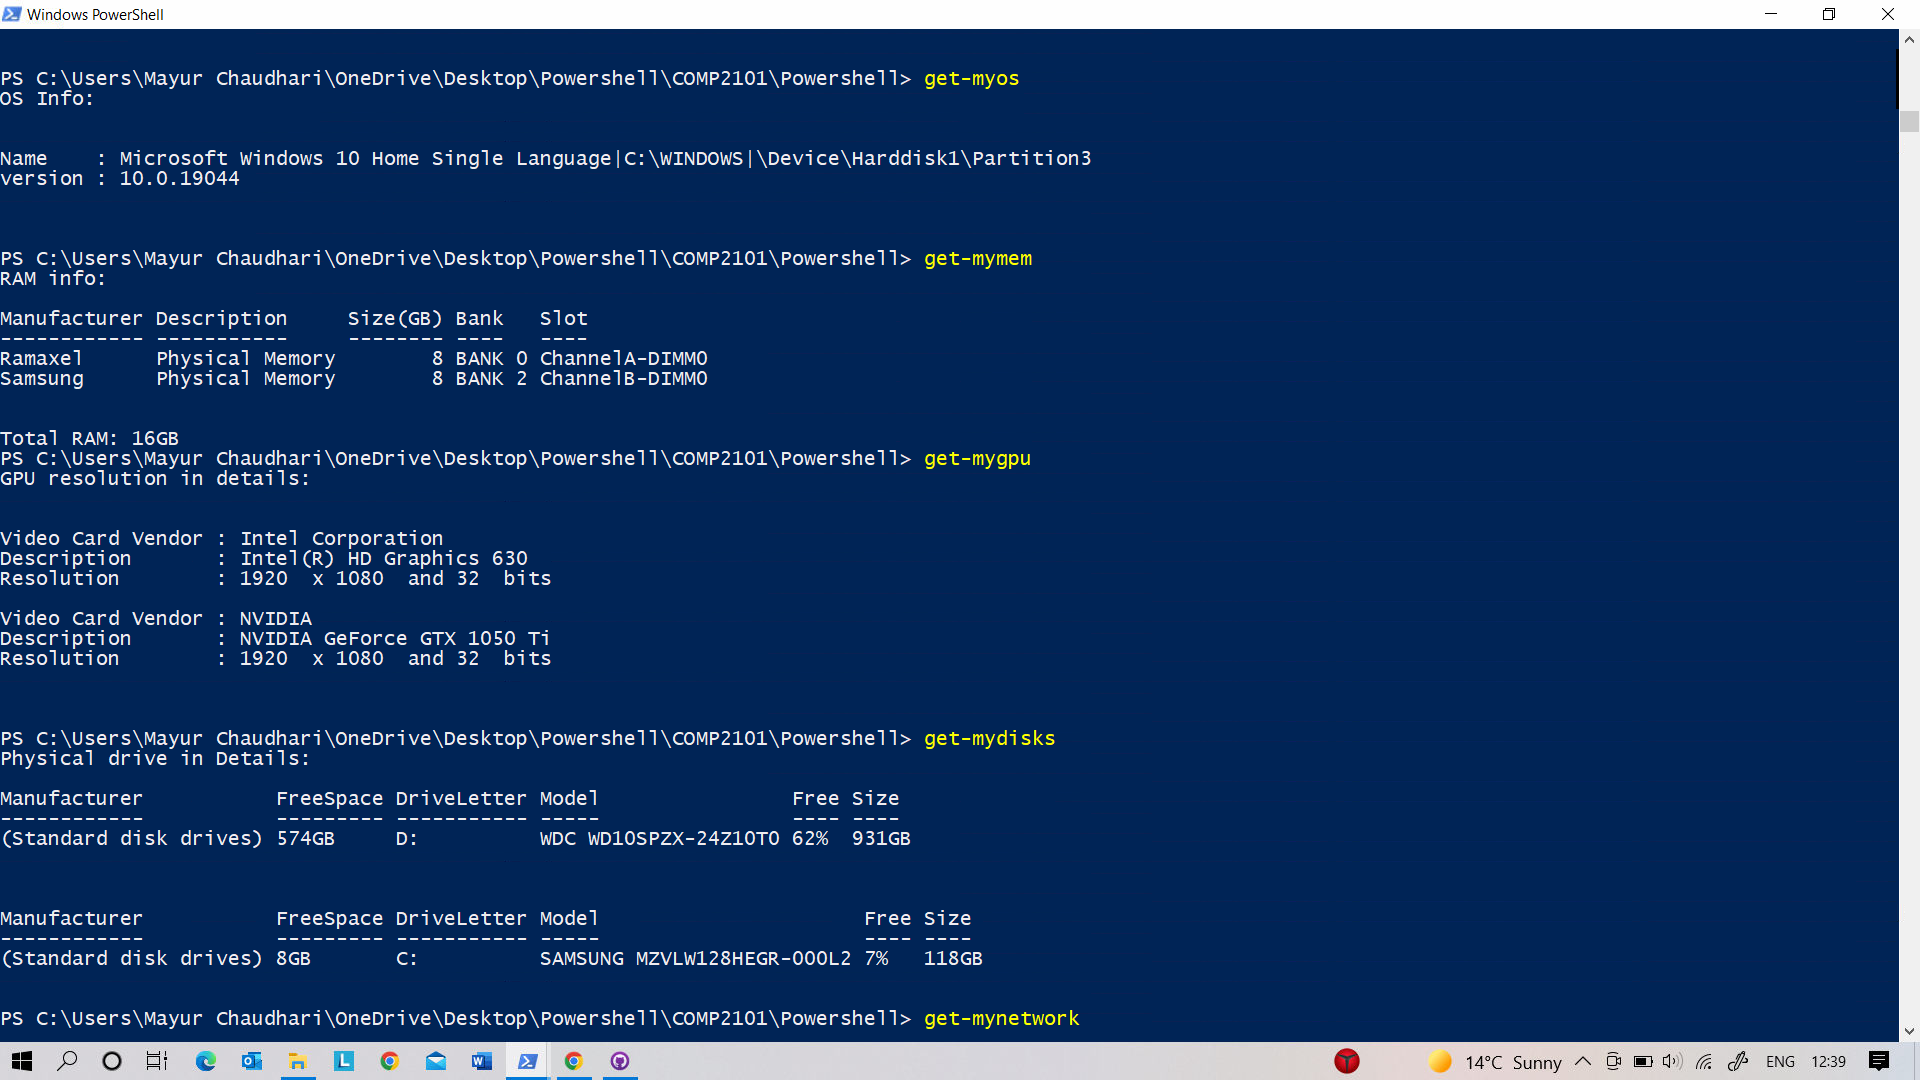 Windows PowerShell
PS C:\Users\Mayur Chaudhari\OneDrive\Desktop\Powershell\COMP2101\Powershell> get-myos
OS Info:
Name    : Microsoft Windows 10 Home Single Language|C:\WINDOWS|\Device\Harddisk1\Partition3
version : 10.0.19044
PS C:\Users\Mayur Chaudhari\OneDrive\Desktop\Powershell\COMP2101\Powershell> get-mymem
RAM info:
Manufacturer Description     Size(GB) Bank   Slot
------------ -----------     -------- ----   ----
Ramaxel      Physical Memory        8 BANK 0 ChannelA-DIMM0
Samsung      Physical Memory        8 BANK 2 ChannelB-DIMM0
Total RAM: 16GB
PS C:\Users\Mayur Chaudhari\OneDrive\Desktop\Powershell\COMP2101\Powershell> get-mygpu
GPU resolution in details:
Video Card Vendor : Intel Corporation
Description       : Intel(R) HD Graphics 630
Resolution        : 1920  x 1080  and 32  bits
Video Card Vendor : NVIDIA
Description       : NVIDIA GeForce GTX 1050 Ti
Resolution        : 1920  x 1080  and 32  bits
PS C:\Users\Mayur Chaudhari\OneDrive\Desktop\Powershell\COMP2101\Powershell> get-mydisks
Physical drive in Details:
Manufacturer           FreeSpace DriveLetter Model                Free Size
------------           --------- ----------- -----                ---- ----
(Standard disk drives) 574GB     D:          WDC WD10SPZX-24Z10T0 62%  931GB
Manufacturer           FreeSpace DriveLetter Model                      Free Size
------------           --------- ----------- -----                      ---- ----
(Standard disk drives) 8GB       C:          SAMSUNG MZVLW128HEGR-000L2 7%   118GB
PS C:\Users\Mayur Chaudhari\OneDrive\Desktop\Powershell\COMP2101\Powershell> get-mynetwork
14°C Sunny ENG 12:39